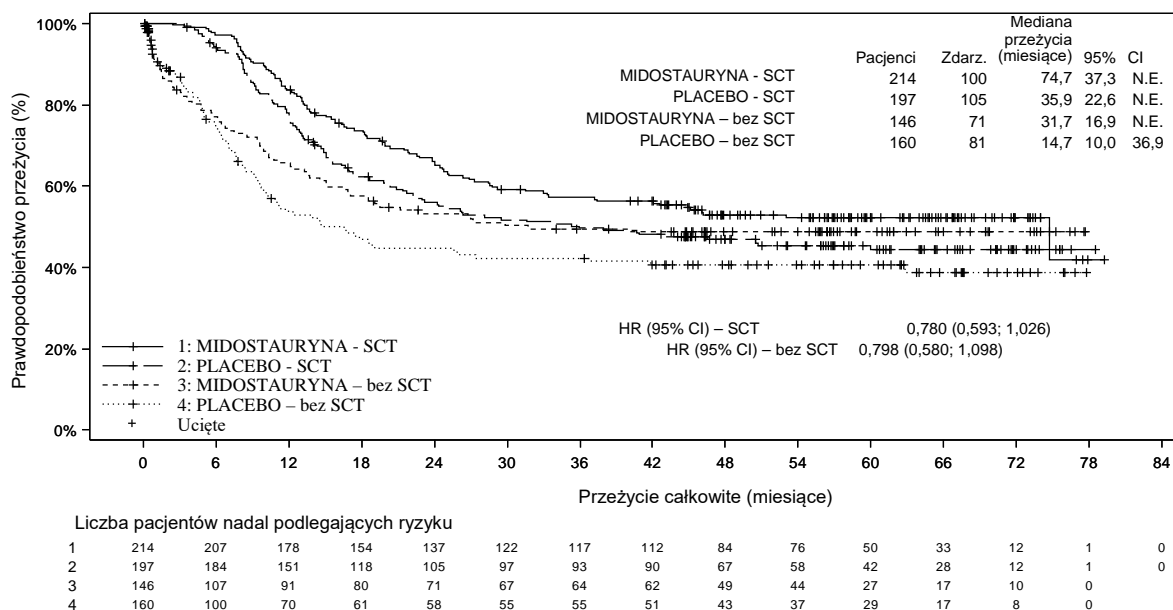 Prawdopodobieństwo przeżycia (%)
100%
80%
60%
40%
20%
0%
Mediana
przeżycia
Pacjenci Zdarz. (miesiące) 95% CI
MIDOSTAURYNA - SCT 214 100 74,7 37,3 N.E.
PLACEBO - SCT 197 105 35,9 22,6 N.E.
MIDOSTAURYNA – bez SCT 146 71 31,7 16,9 N.E.
PLACEBO – bez SCT 160 81 14,7 10,0 36,9
HR (95% CI) – SCT 0,780 (0,593; 1,026)
HR (95% CI) – bez SCT 0,798 (0,580; 1,098)
1: MIDOSTAURYNA - SCT
2: PLACEBO - SCT
3: MIDOSTAURYNA – bez SCT
4: PLACEBO – bez SCT
Ucięte
0 6 12 18 24 30 36 42 48 54 60 66 72 78 84
Przeżycie całkowite (miesiące)
Liczba pacjentów nadal podlegających ryzyku
1 214 207 178 154 137 122 117 112 84 76 50 33 12 1 0
2 197 184 151 118 105 97 93 90 67 58 42 28 12 1 0
3 146 107 91 80 71 67 64 62 49 44 27 17 10 0
4 160 100 70 61 58 55 55 51 43 37 29 17 8 0